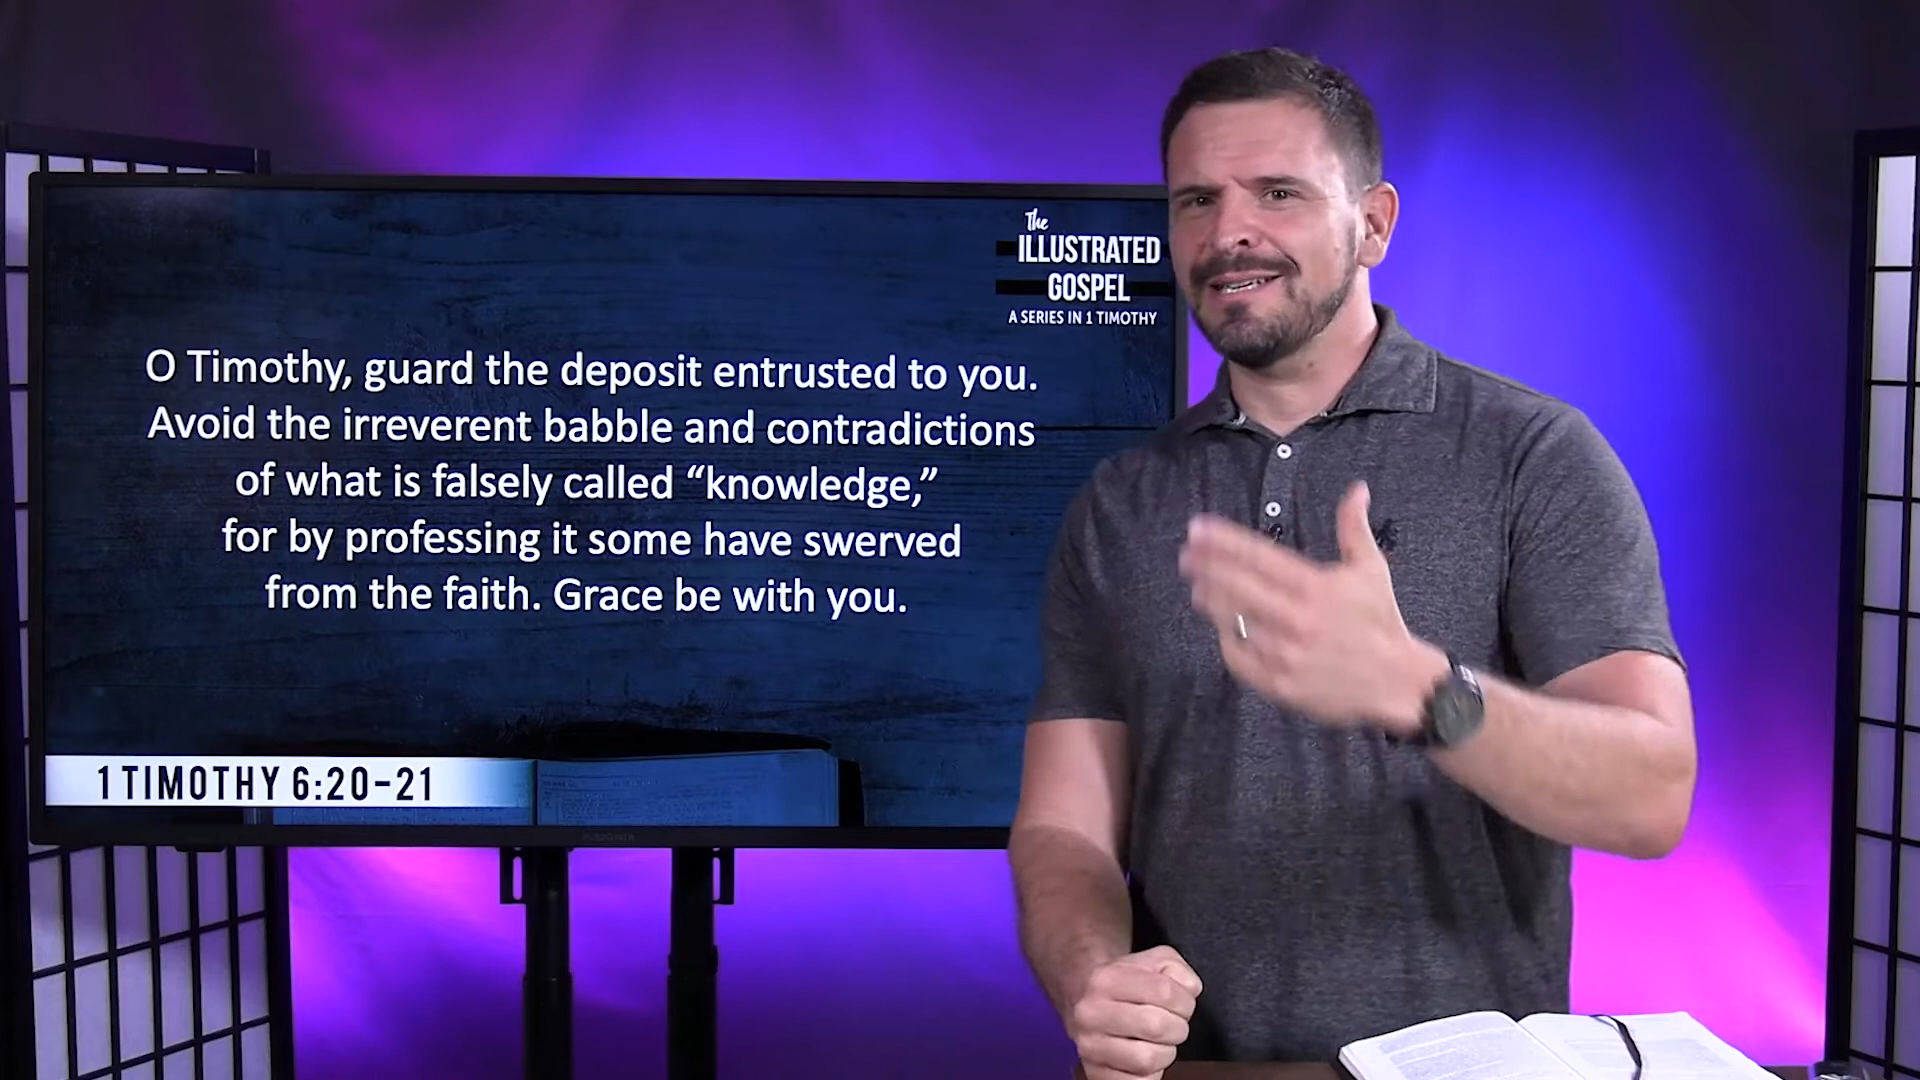 The
ILLUSTRATED
GOSPEL
A SERIES IN 1 TIMOTHY
O Timothy, guard the deposit entrusted to you.
Avoid the irreverent babble and contradictions
of what is falsely called “knowledge,”
for by professing it some have swerved
from the faith. Grace be with you.
1 TIMOTHY 6:20-21
INSIGNIA